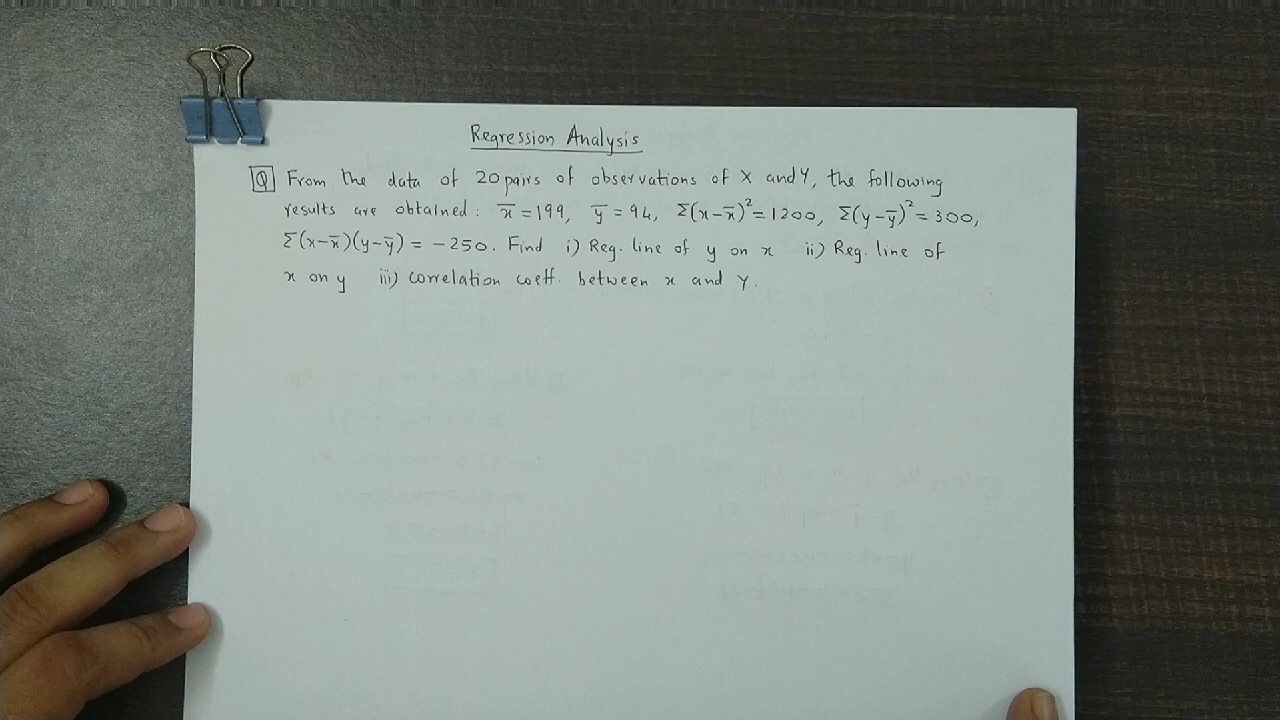 Regression Analysis
Q From the data of 20 pairs of observations of X and Y, the following
results are obtained: x̅ = 199, y̅ = 94, Σ(x-x̅)² = 1200, Σ(y-y̅)² = 300,
Σ(x-x̅)(y-y̅) = -250. Find i) Reg. line of y on x ii) Reg. line of
x on y iii) correlation coeff. between x and y.